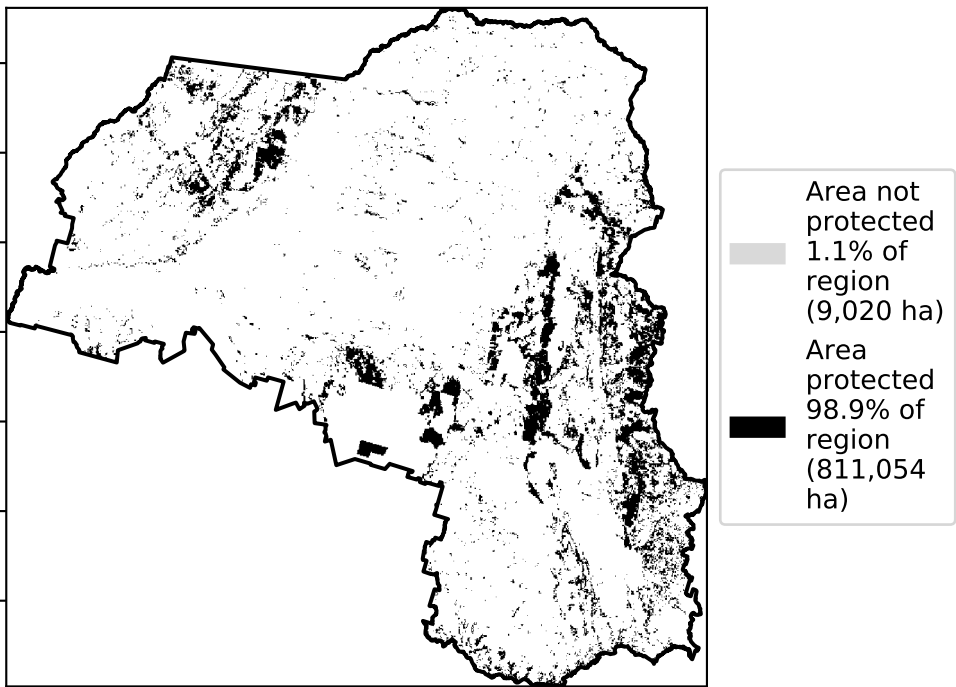 Area not
protected
1.1% of
region
(9,020 ha)
Area
protected
98.9% of
region
(811,054
ha)